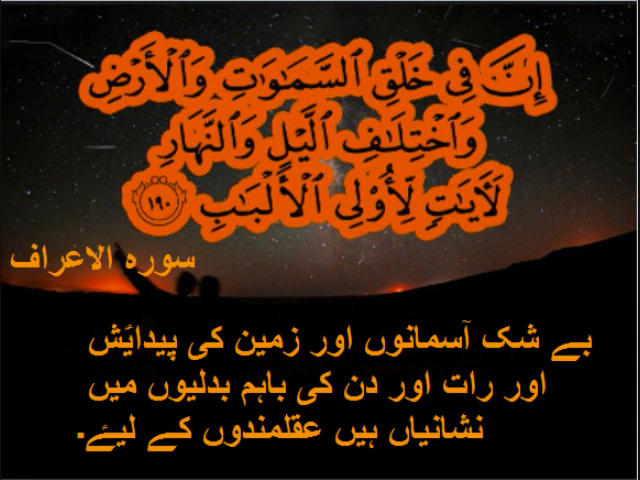 إِنَّ فِي خَلْقِ ٱلسَّمَـٰوَٰتِ وَٱلْأَرْضِ
وَٱخْتِلَـٰفِ ٱلَّيْلِ وَٱلنَّهَارِ
لَـَٔايَـٰتٍ لِّأُو۟لِي ٱلْأَلْبَـٰبِ ١٩٠
سورہ الاعراف
بے شک آسمانوں اور زمین کی پیدائش
اور رات اور دن کی باہم بدلیوں میں
نشانیاں ہیں عقلمندوں کے لیئے۔